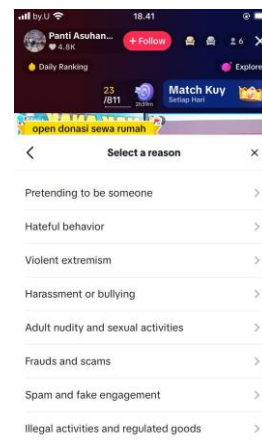 by.U
18.41
Panti Asuhan...
4.8K
+ Follow
6
Daily Ranking
Explore
23
/811
2h59m
Match Kuy
Setiap Hari
open donasi sewa rumah
Select a reason
Pretending to be someone
Hateful behavior
Violent extremism
Harassment or bullying
Adult nudity and sexual activities
Frauds and scams
Spam and fake engagement
Illegal activities and regulated goods